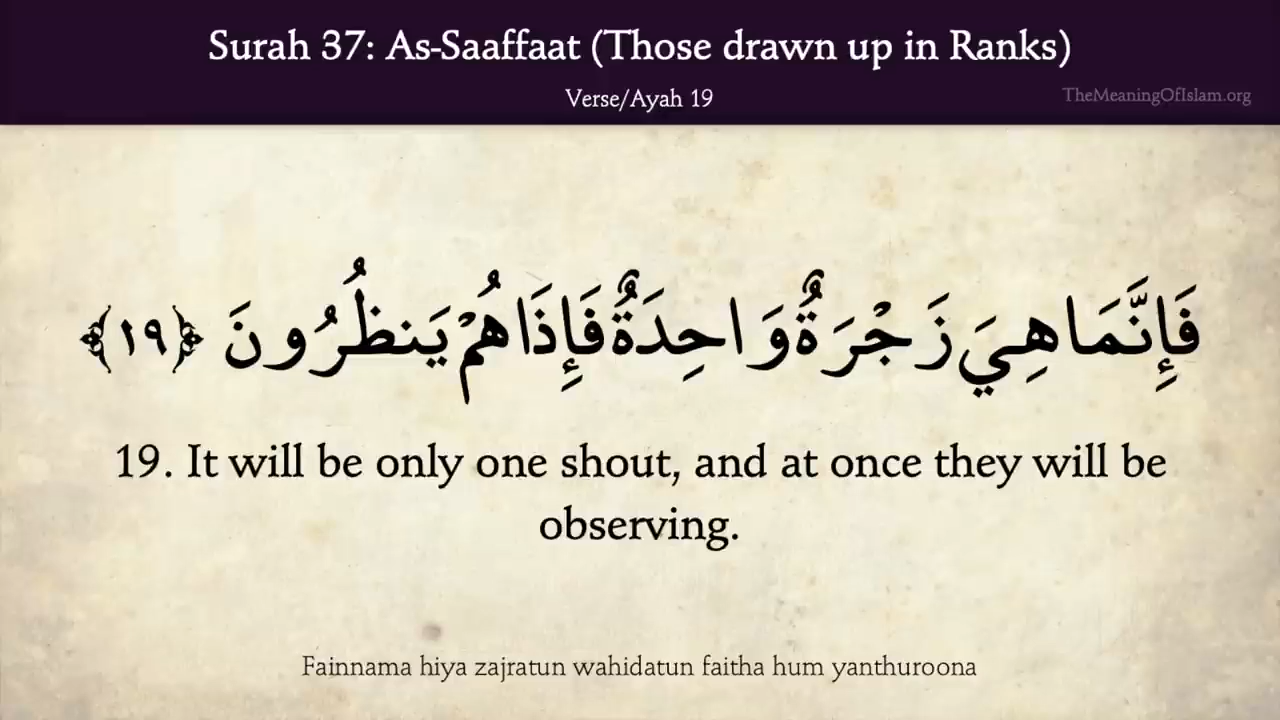 Surah 37: As-Saaffaat (Those drawn up in Ranks)
Verse/Ayah 19
TheMeaningOfIslam.org
فَإِنَّمَا هِيَ زَجْرَةٌ وَاحِدَةٌ فَإِذَا هُمْ يَنظُرُونَ ﴿١٩﴾
19. It will be only one shout, and at once they will be
observing.
Fainnama hiya zajratun wahidatun faitha hum yanthuroona